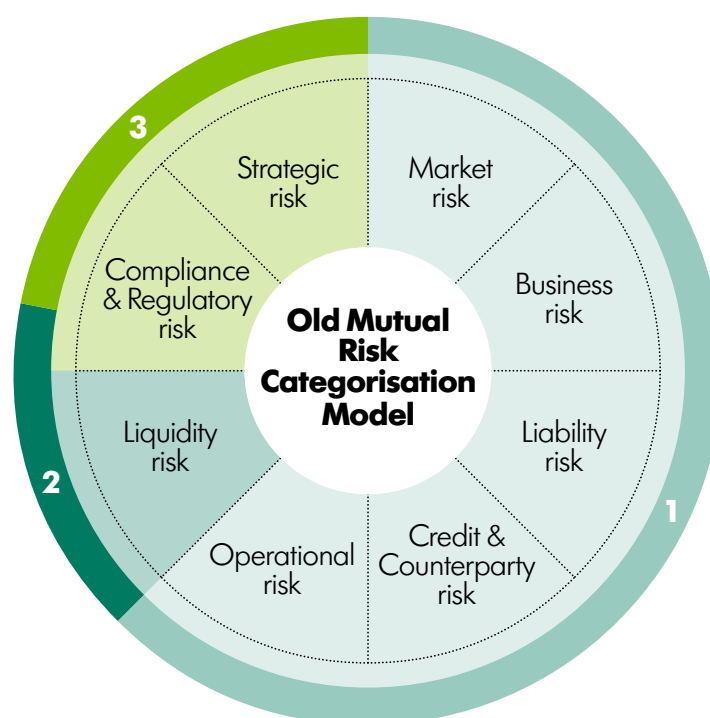 3
Strategic
risk
Market
risk
Compliance
& Regulatory
risk
Business
risk
Old Mutual
Risk
Categorisation
Model
Liquidity
risk
Liability
risk
2
1
Operational
risk
Credit &
Counterparty
risk